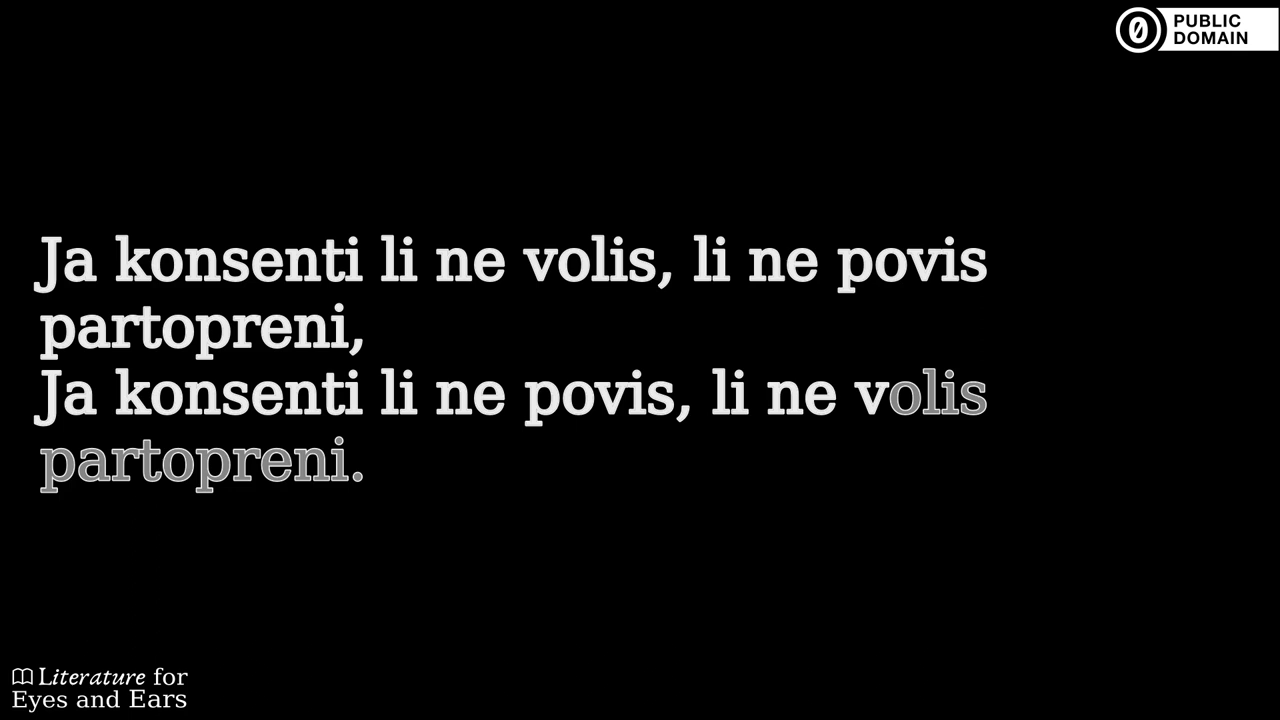 PUBLIC
DOMAIN
Ja konsenti li ne volis, li ne povis
partopreni,
Ja konsenti li ne povis, li ne volis
partopreni.
Literature for
Eyes and Ears